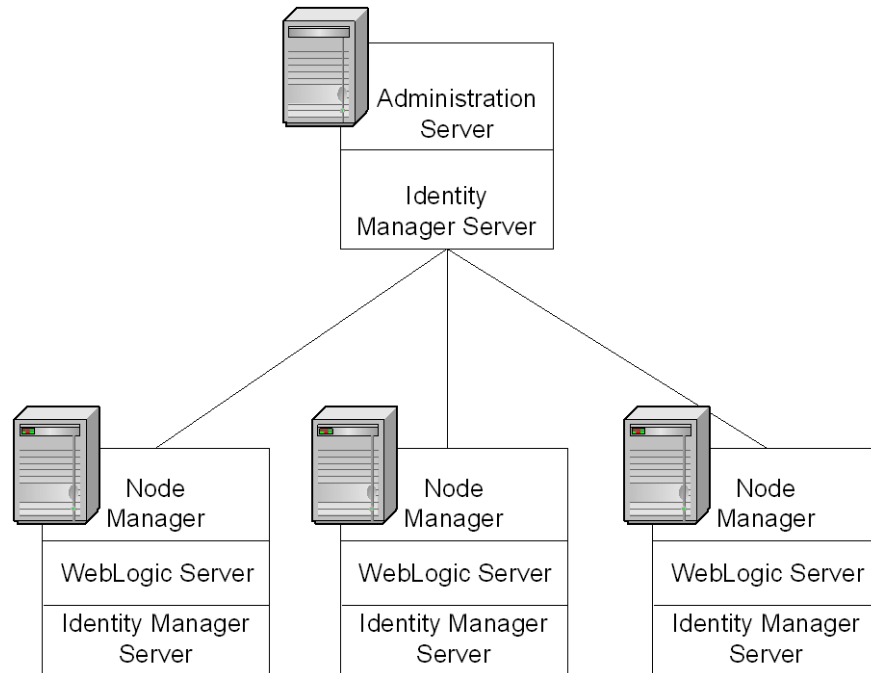 Administration
Server
Identity
Manager Server
Node
Manager
WebLogic Server
Identity Manager
Server
Node
Manager
WebLogic Server
Identity Manager
Server
Node
Manager
WebLogic Server
Identity Manager
Server